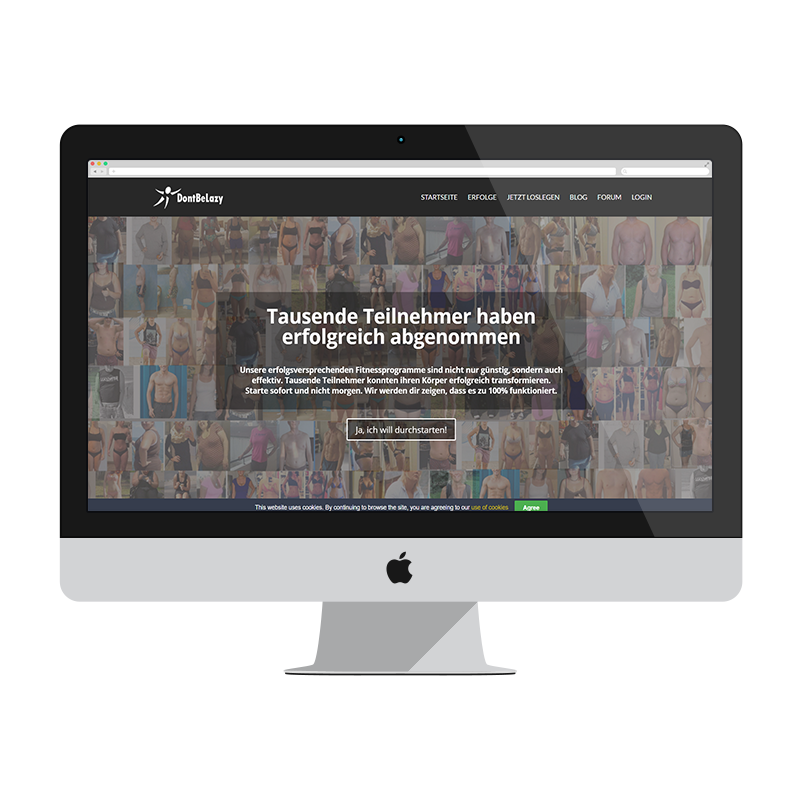 DontBeLazy
STARTSEITE ERFOLGE JETZT LOSLEGEN BLOG FORUM LOGIN
Tausende Teilnehmer haben
erfolgreich abgenommen
Unsere erfolgsversprechenden Fitnessprogramme sind nicht nur günstig, sondern auch
effektiv. Tausende Teilnehmer konnten ihren Körper erfolgreich transformieren.
Starte sofort und nicht morgen. Wir werden dir zeigen, dass es zu 100% funktioniert.
Ja, ich will durchstarten!
This website uses cookies. By continuing to browse the site, you are agreeing to our use of cookies Agree